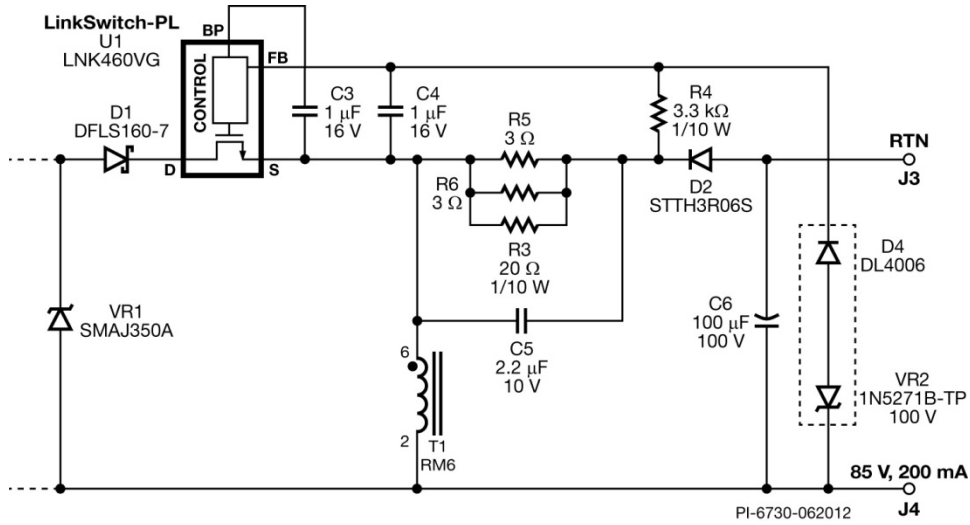 LinkSwitch-PL
U1
LNK460VG
BP
FB
CONTROL
D
S
D1
DFLS160-7
C3
1 μF
16 V
C4
1 μF
16 V
R5
3 Ω
R6
3 Ω
R3
20 Ω
1/10 W
R4
3.3 kΩ
1/10 W
D2
STTH3R06S
RTN
J3
VR1
SMAJ350A
C5
2.2 μF
10 V
6
2
T1
RM6
C6
100 μF
100 V
D4
DL4006
VR2
1N5271B-TP
100 V
85 V, 200 mA
J4
PI-6730-062012